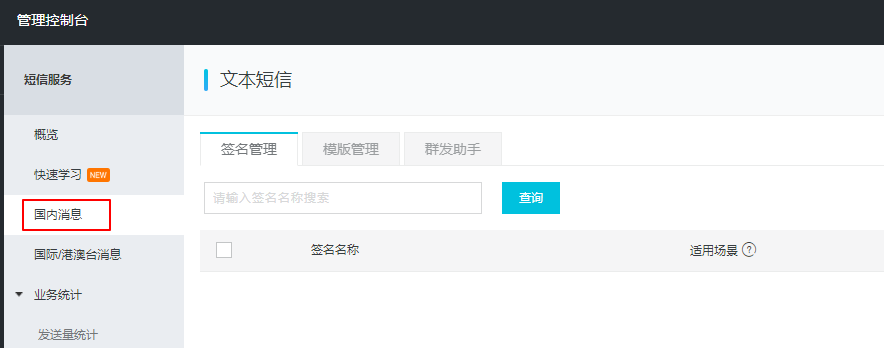 管理控制台
短信服务
概览
快速学习 NEW
国内消息
国际/港澳台消息
业务统计
发送量统计
文本短信
签名管理 模版管理 群发助手
请输入签名名称搜索 查询
签名名称 适用场景 ?